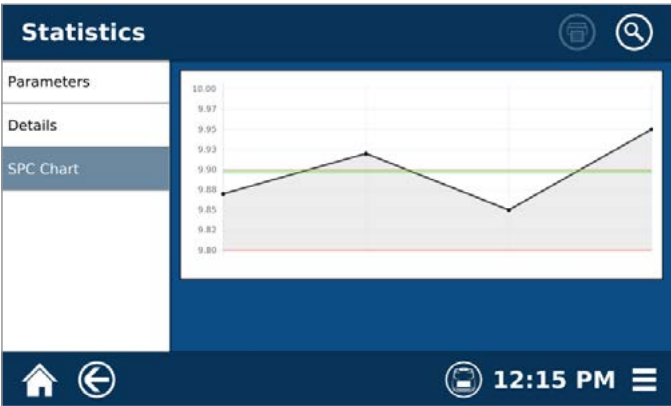 Statistics
Parameters
Details
SPC Chart
10.00
9.97
9.95
9.93
9.90
9.88
9.85
9.82
9.80
12:15 PM